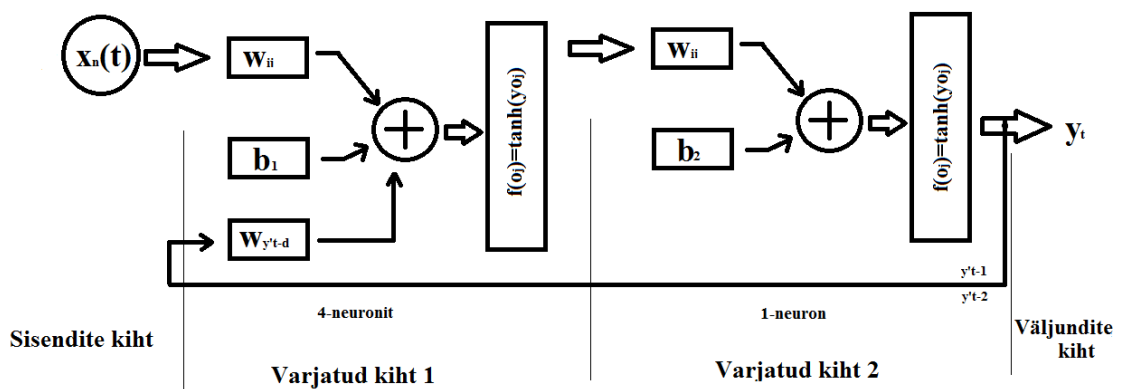 xₙ(t)
wᵢᵢ
b₁
w y't-d
f(oⱼ)=tanh(yoⱼ)
wᵢᵢ
b₂
f(oⱼ)=tanh(yoⱼ)
yₜ
y't-1
y't-2
4-neuronit
1-neuron
Sisendite kiht
Varjatud kiht 1
Varjatud kiht 2
Väljundite
kiht